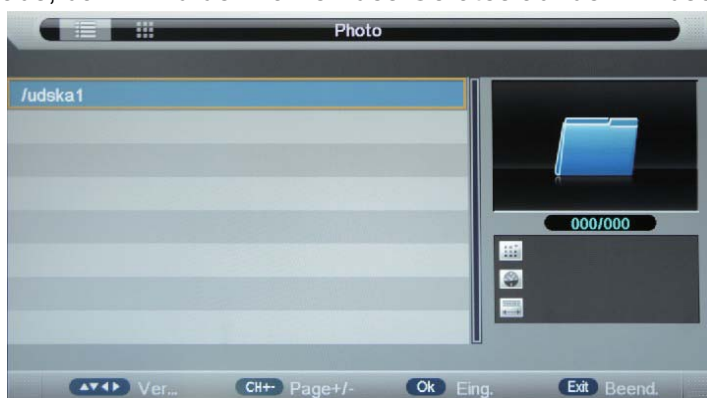 Photo
/udska1
000/000
Ver... CH+- Page+/- Ok Eing. Exit Beend.